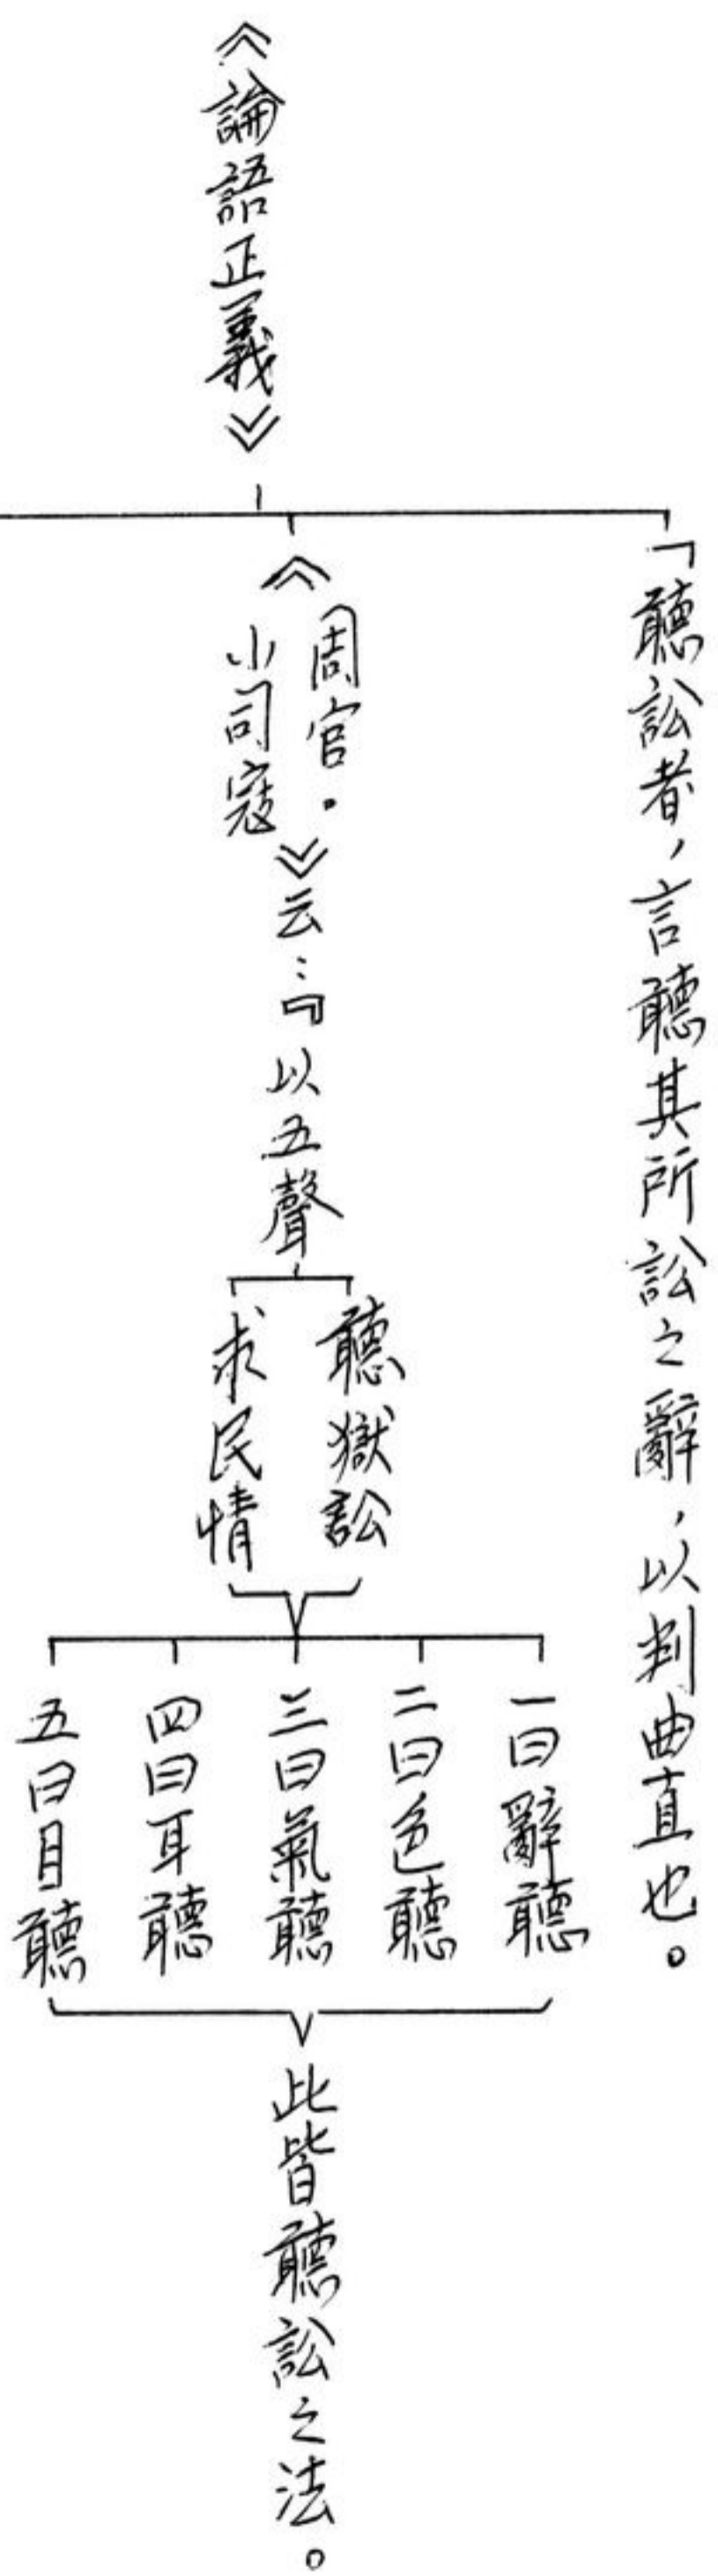 《論語正義》
「聽訟者，言聽其所訟之辭，以判曲直也。
《周官．
小司寇》云：『以五聲
聽獄訟
求民情
一曰辭聽
二曰色聽
三曰氣聽
四曰耳聽
五曰目聽
此皆聽訟之法。